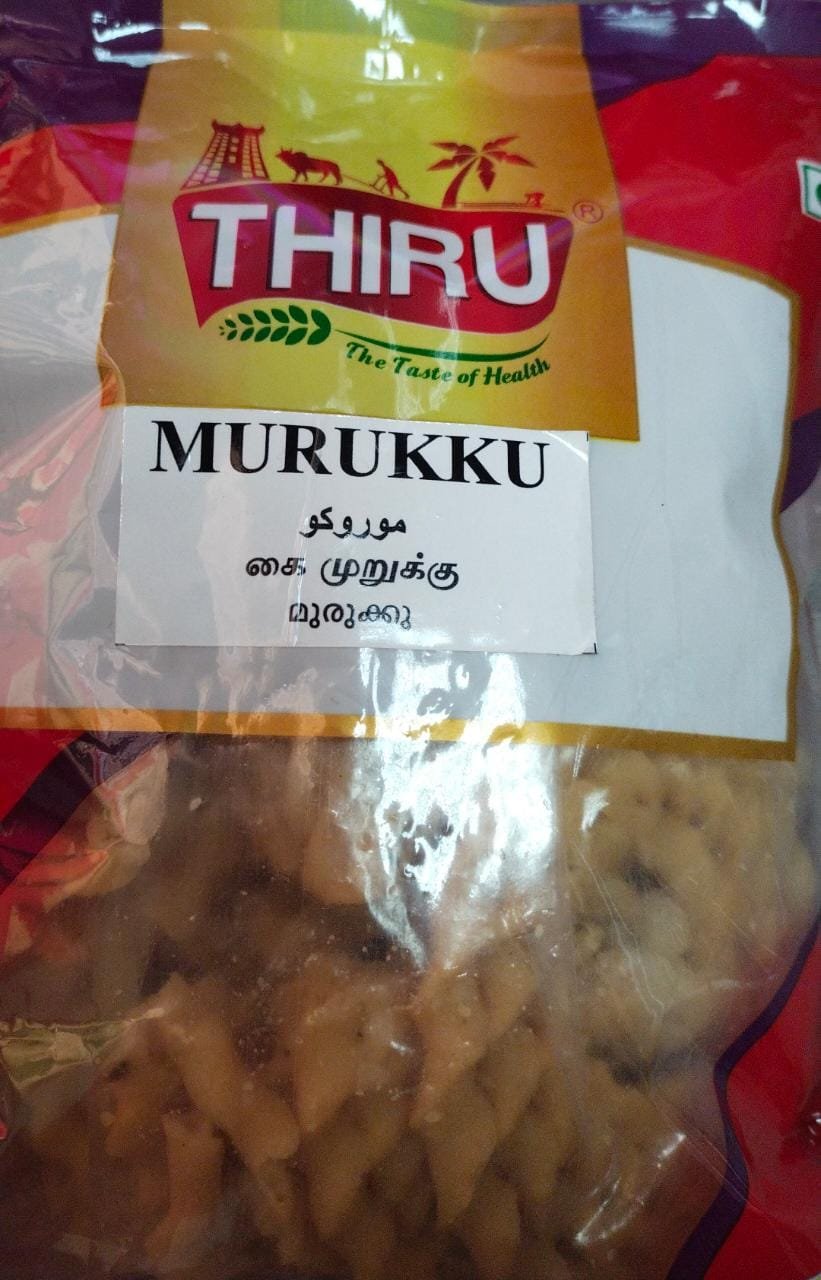 THIRU ®
The Taste of Health
MURUKKU
موروكو
கை முறுக்கு
മുരുക്കു